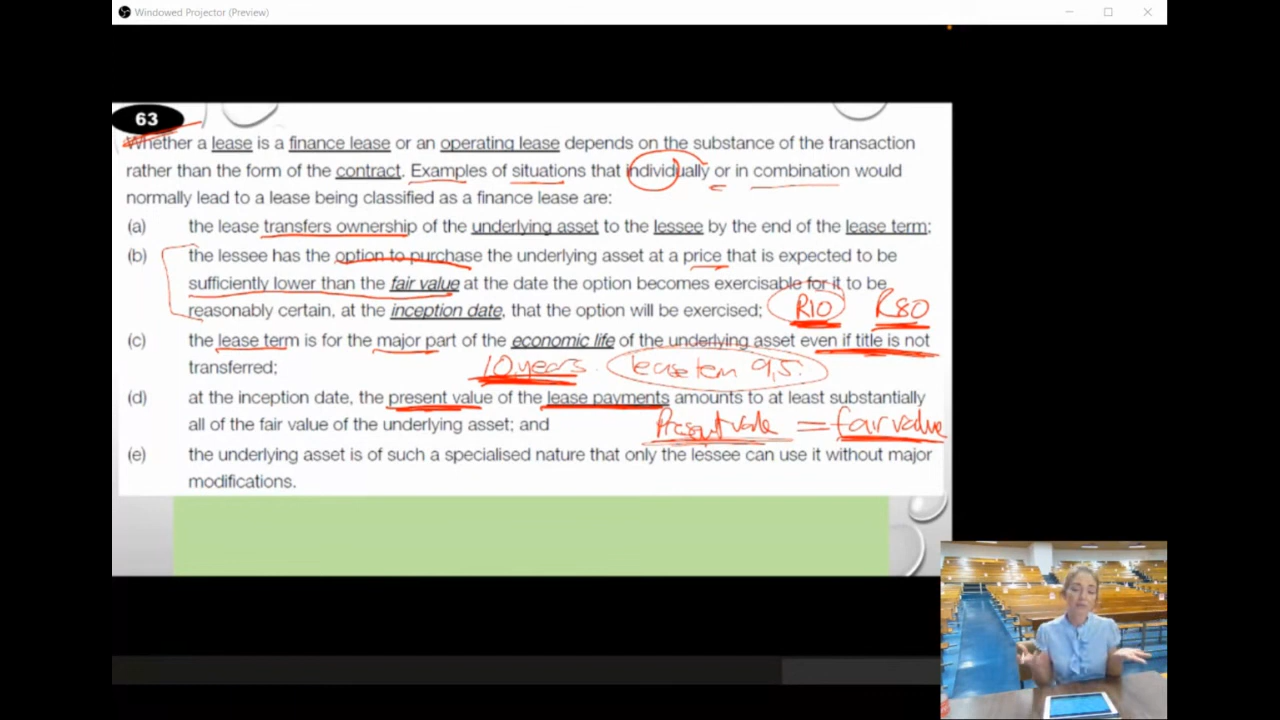 Windowed Projector (Preview)
63
Whether a lease is a finance lease or an operating lease depends on the substance of the transaction
rather than the form of the contract. Examples of situations that individually or in combination would
normally lead to a lease being classified as a finance lease are:
(a) the lease transfers ownership of the underlying asset to the lessee by the end of the lease term;
(b) the lessee has the option to purchase the underlying asset at a price that is expected to be
sufficiently lower than the fair value at the date the option becomes exercisable for it to be
reasonably certain, at the inception date, that the option will be exercised; R10 R80
(c) the lease term is for the major part of the economic life of the underlying asset even if title is not
transferred; 10 years lease term 9,5
(d) at the inception date, the present value of the lease payments amounts to at least substantially
all of the fair value of the underlying asset; and Present value = fair value
(e) the underlying asset is of such a specialised nature that only the lessee can use it without major
modifications.